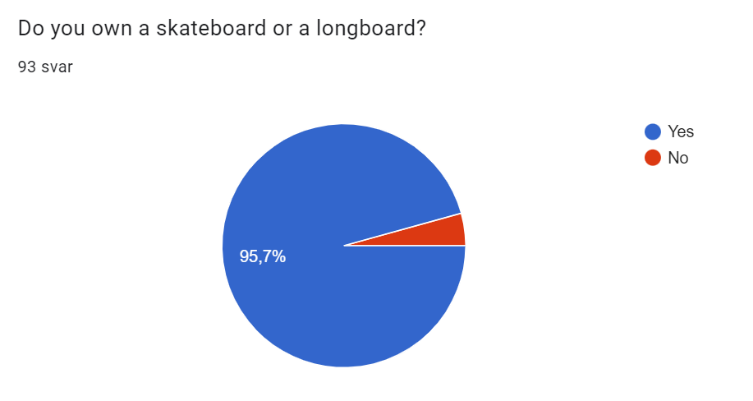 Do you own a skateboard or a longboard?
93 svar
Yes
No
95,7%